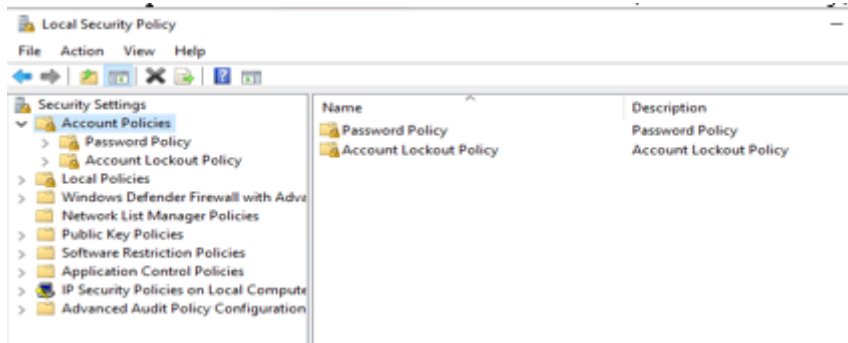 Local Security Policy
File Action View Help
Security Settings
Account Policies
Password Policy
Account Lockout Policy
Local Policies
Windows Defender Firewall with Adva
Network List Manager Policies
Public Key Policies
Software Restriction Policies
Application Control Policies
IP Security Policies on Local Compute
Advanced Audit Policy Configuration
Name Description
Password Policy Password Policy
Account Lockout Policy Account Lockout Policy